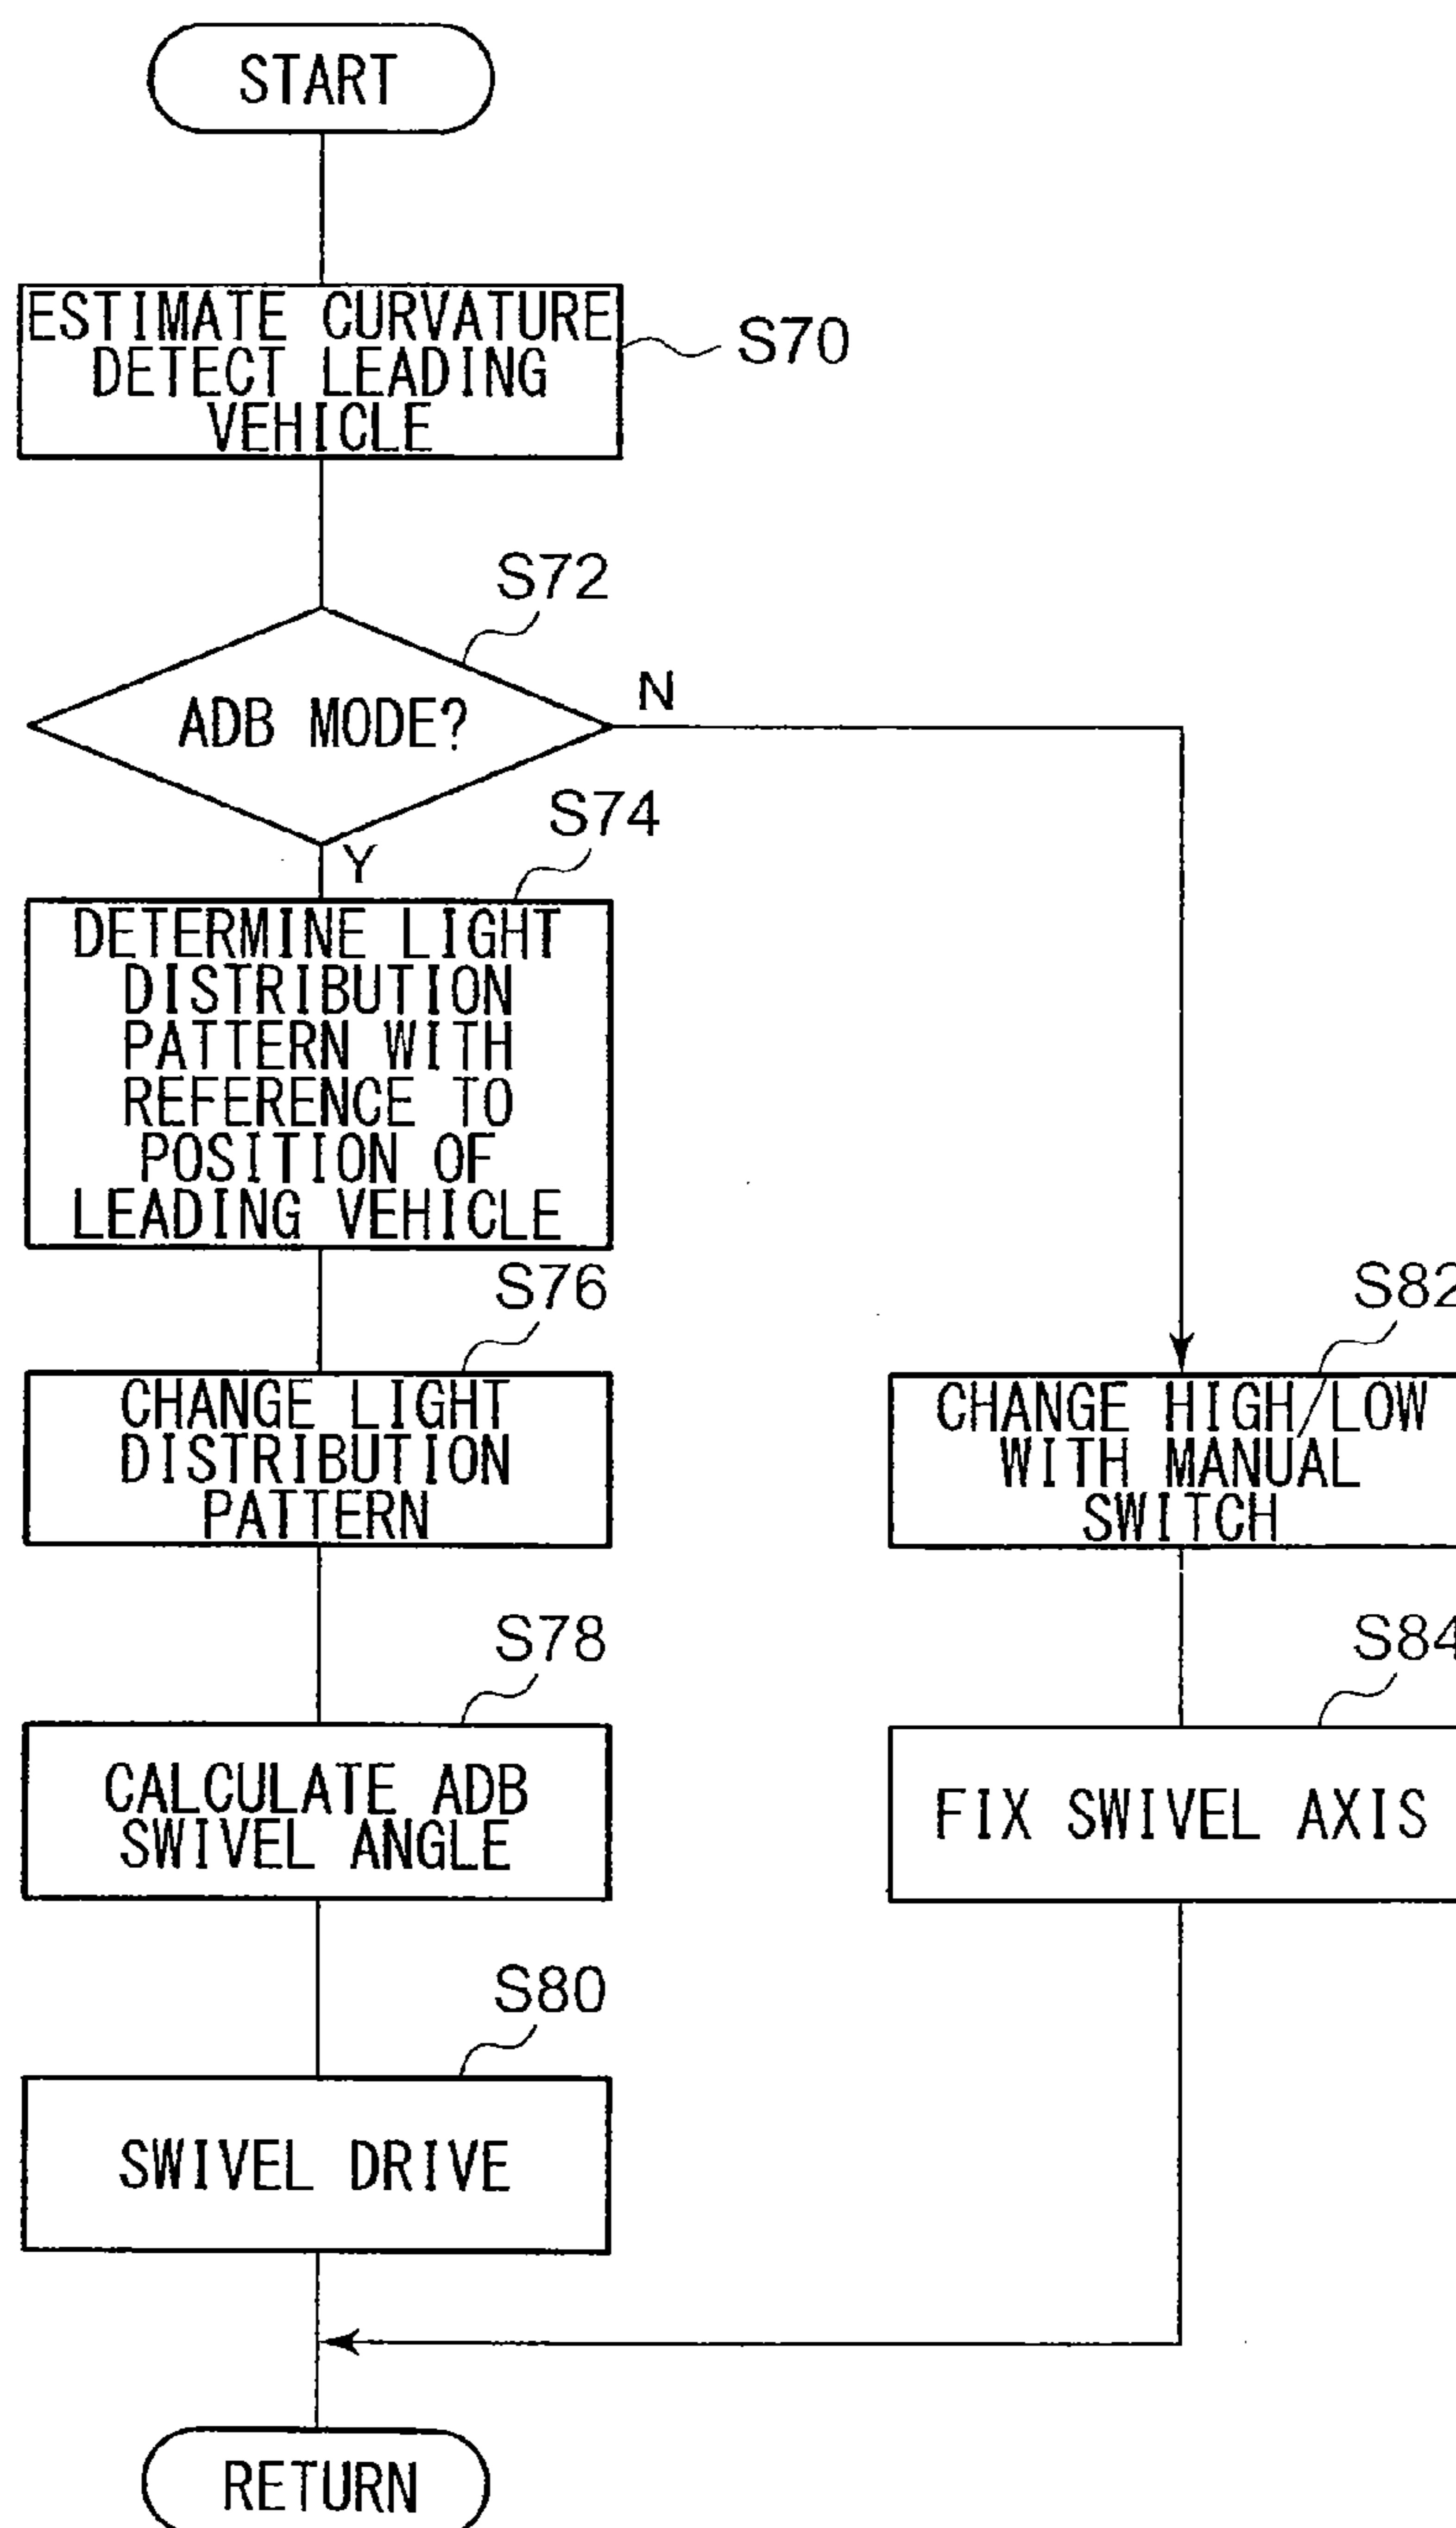 START
ESTIMATE CURVATURE
DETECT LEADING
VEHICLE
S70
S72
ADB MODE?
N
Y
S74
DETERMINE LIGHT
DISTRIBUTION
PATTERN WITH
REFERENCE TO
POSITION OF
LEADING VEHICLE
S76
CHANGE LIGHT
DISTRIBUTION
PATTERN
S82
CHANGE HIGH/LOW
WITH MANUAL
SWITCH
S78
CALCULATE ADB
SWIVEL ANGLE
S84
FIX SWIVEL AXIS
S80
SWIVEL DRIVE
RETURN